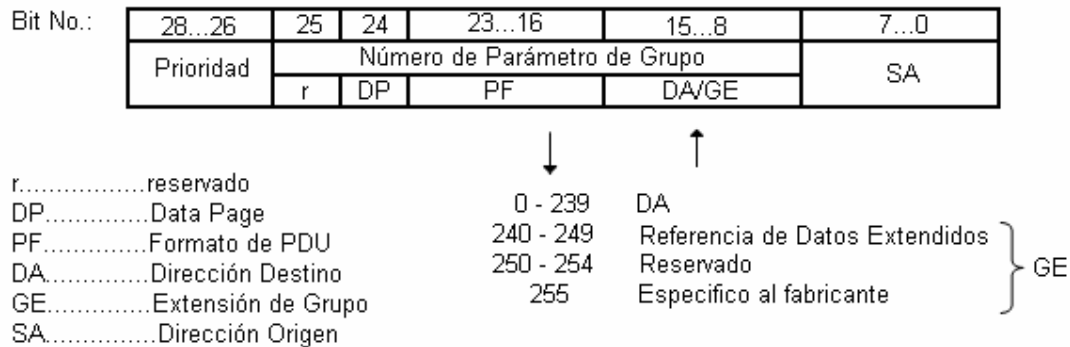 Bit No.: 28...26 25 24 23...16 15...8 7...0
Prioridad Número de Parámetro de Grupo SA
r DP PF DA/GE
r.................reservado
DP..............Data Page
PF..............Formato de PDU
DA..............Dirección Destino
GE..............Extensión de Grupo
SA...............Dirección Origen
0 - 239 DA
240 - 249 Referencia de Datos Extendidos
250 - 254 Reservado
255 Especifico al fabricante
GE